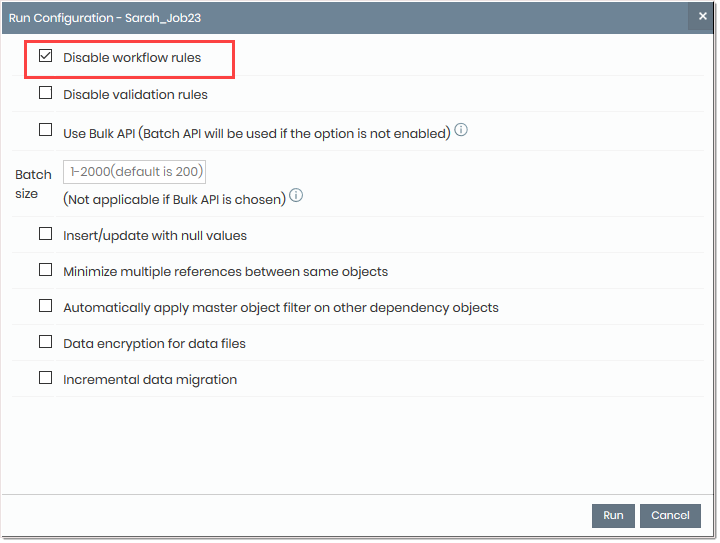 Run Configuration - Sarah_Job23
Disable workflow rules
Disable validation rules
Use Bulk API (Batch API will be used if the option is not enabled)
Batch size
1-2000(default is 200)
(Not applicable if Bulk API is chosen)
Insert/update with null values
Minimize multiple references between same objects
Automatically apply master object filter on other dependency objects
Data encryption for data files
Incremental data migration
Run
Cancel